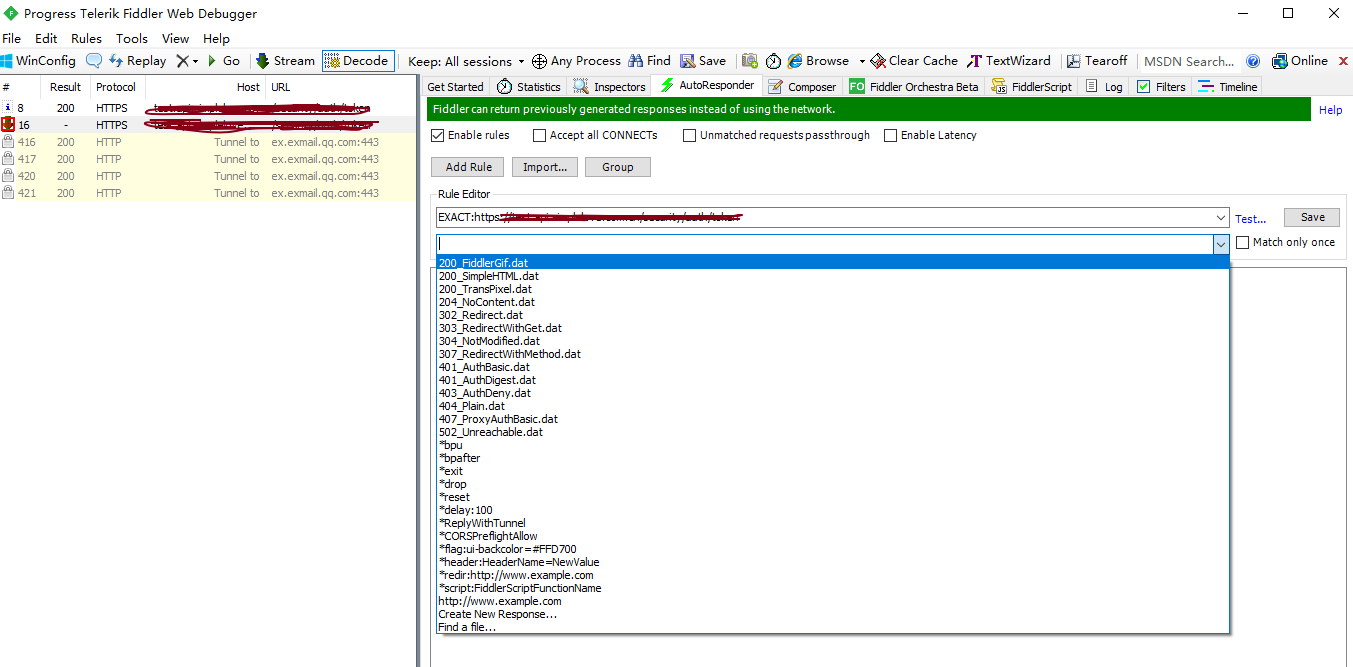 Progress Telerik Fiddler Web Debugger
File Edit Rules Tools View Help
WinConfig Replay Go Stream Decode Keep: All sessions Any Process Find Save Browse Clear Cache TextWizard Tearoff MSDN Search... Online
# Result Protocol Host URL
8 200 HTTPS
16 - HTTPS
416 200 HTTP Tunnel to ex.exmail.qq.com:443
417 200 HTTP Tunnel to ex.exmail.qq.com:443
420 200 HTTP Tunnel to ex.exmail.qq.com:443
421 200 HTTP Tunnel to ex.exmail.qq.com:443
Get Started Statistics Inspectors AutoResponder Composer FO Fiddler Orchestra Beta FiddlerScript Log Filters Timeline
Fiddler can return previously generated responses instead of using the network. Help
Enable rules Accept all CONNECTs Unmatched requests passthrough Enable Latency
Add Rule Import... Group
Rule Editor
EXACT:https: Test... Save
Match only once
200_FiddlerGif.dat
200_SimpleHTML.dat
200_TransPixel.dat
204_NoContent.dat
302_Redirect.dat
303_RedirectWithGet.dat
304_NotModified.dat
307_RedirectWithMethod.dat
401_AuthBasic.dat
401_AuthDigest.dat
403_AuthDeny.dat
404_Plain.dat
407_ProxyAuthBasic.dat
502_Unreachable.dat
*bpu
*bpafter
*exit
*drop
*reset
*delay:100
*ReplyWithTunnel
*CORSPreflightAllow
*flag:ui-backcolor=#FFD700
*header:HeaderName=NewValue
*redir:http://www.example.com
*script:FiddlerScriptFunctionName
http://www.example.com
Create New Response...
Find a file...